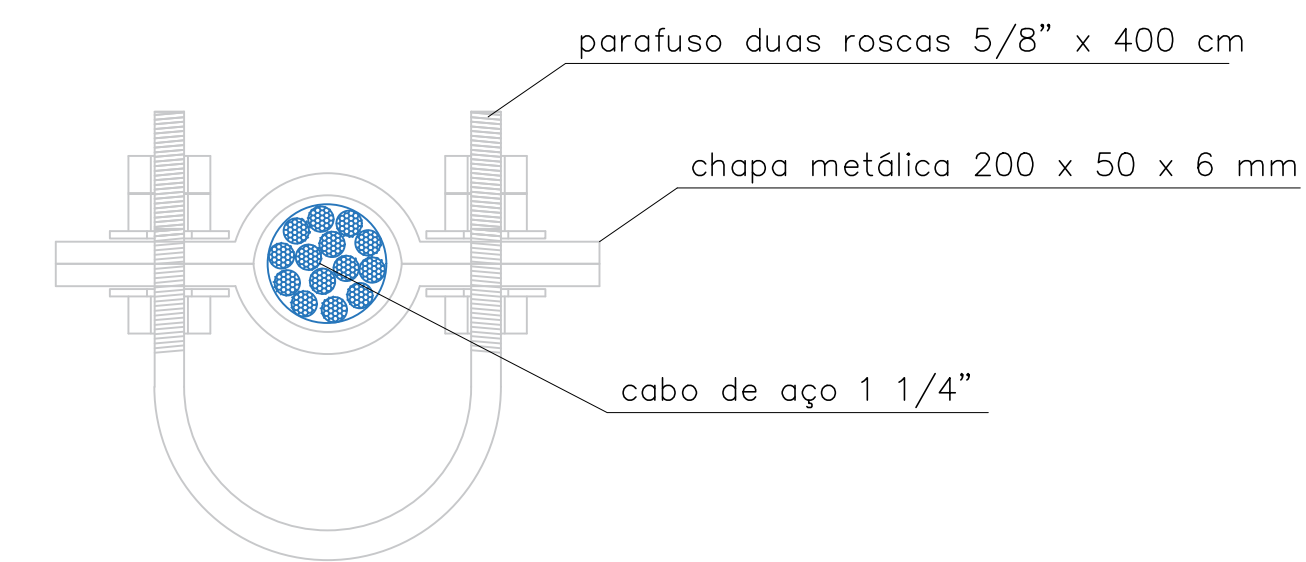 parafuso duas roscas 5/8” x 400 cm
chapa metálica 200 x 50 x 6 mm
cabo de aço 1 1/4”